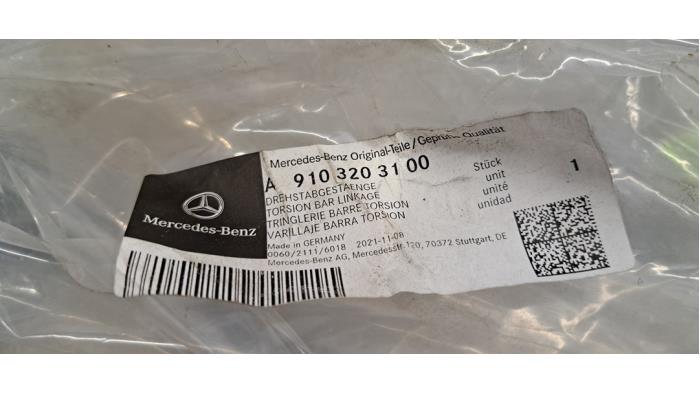 Mercedes-Benz Original-Teile/Geprüfte Qualität
A 910 320 31 00
Stück 1
unit
unité
unidad
DREHSTABGESTAENGE
TORSION BAR LINKAGE
TRINGLERIE BARRE TORSION
VARILLAJE BARRA TORSION
Mercedes-Benz
Made in GERMANY
0060/2111/6018 2021-11-08
Mercedes-Benz AG, Mercedesstr. 120, 70372 Stuttgart, DE